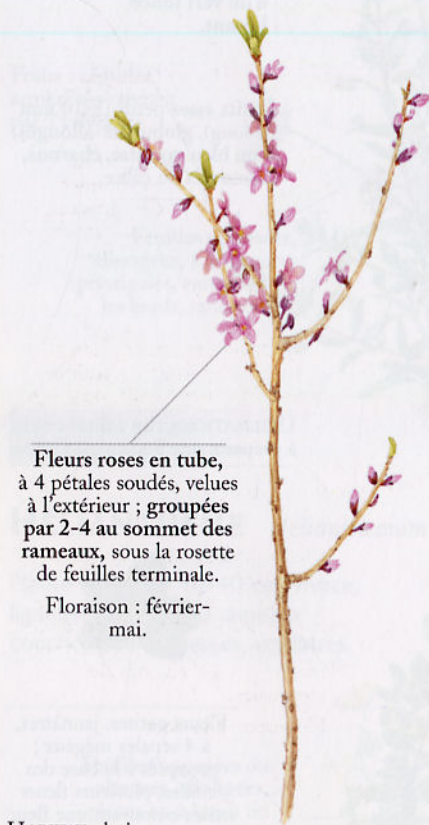 Fleurs roses en tube,
à 4 pétales soudés, velues
à l'extérieur ; groupées
par 2-4 au sommet des
rameaux, sous la rosette
de feuilles terminale.
Floraison : février-
mai.